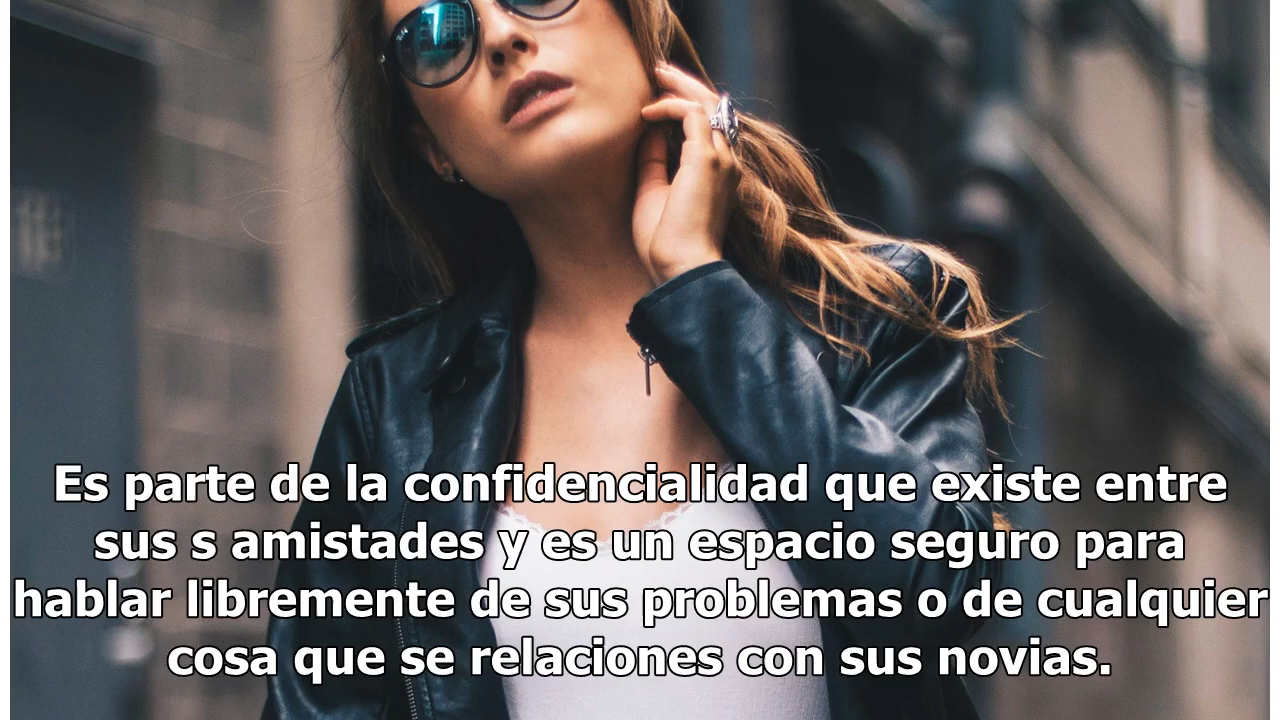 Es parte de la confidencialidad que existe entre
sus s amistades y es un espacio seguro para
hablar libremente de sus problemas o de cualquier
cosa que se relaciones con sus novias.